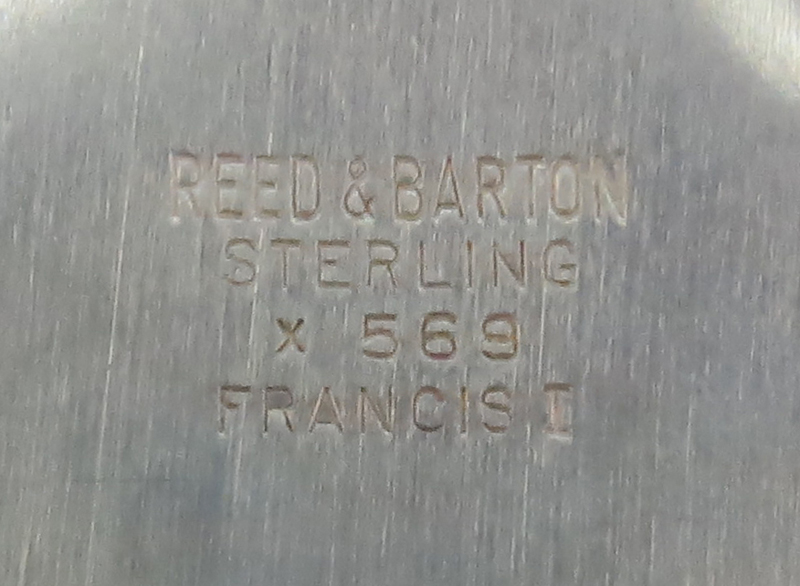 REED & BARTON
STERLING
x 569
FRANCIS I